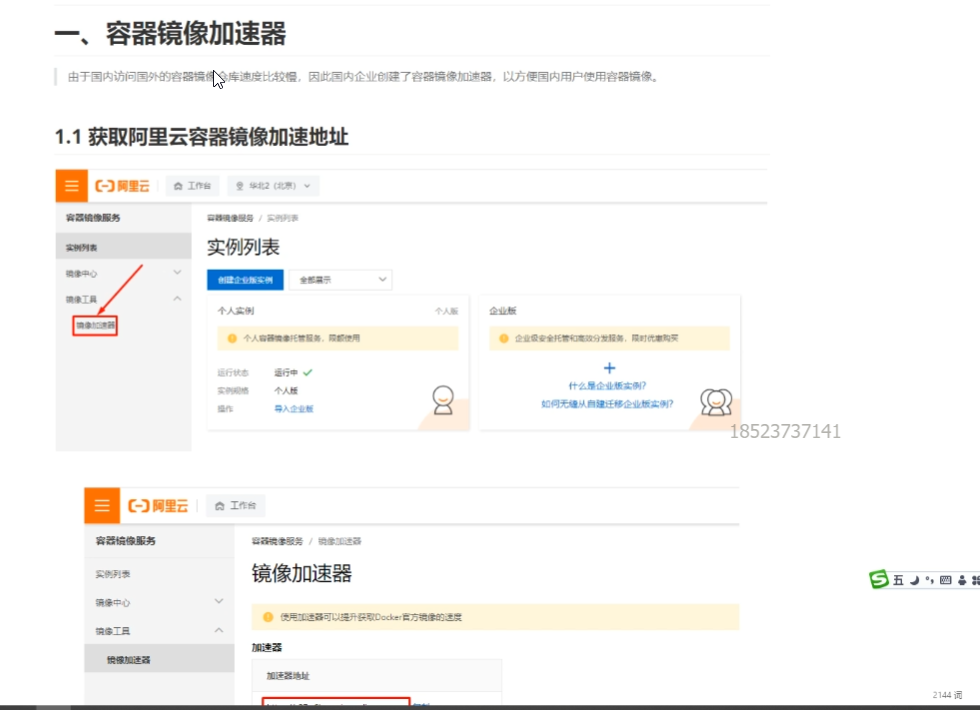 一、容器镜像加速器
由于国内访问国外的容器镜像仓库速度比较慢，因此国内企业创建了容器镜像加速器，以方便国内用户使用容器镜像。
1.1 获取阿里云容器镜像加速地址
阿里云 工作台 华北2（北京）
容器镜像服务
容器镜像服务 / 实例列表
实例列表
实例列表
镜像中心
镜像工具
镜像加速器
创建企业版实例 全部展示
个人实例 个人版
个人容器镜像托管服务，限额使用
运行状态 运行中
实例规格 个人版
操作 导入企业版
企业版
企业级安全托管和高效分发服务，限时优惠购买
什么是企业版实例?
如何无缝从自建迁移企业版实例?
18523737141
阿里云 工作台
容器镜像服务
容器镜像服务 / 镜像加速器
镜像加速器
实例列表
镜像中心
镜像工具
镜像加速器
使用加速器可以提升获取Docker官方镜像的速度
加速器
加速器地址
五
2144 词